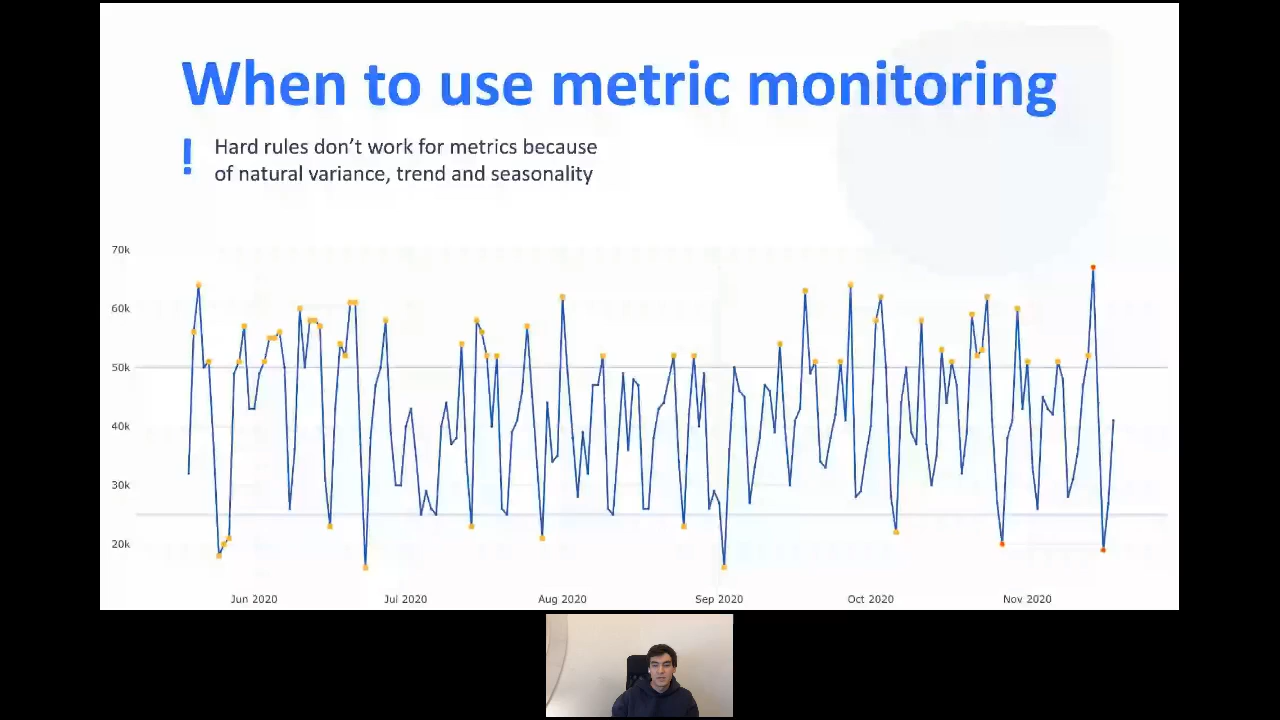 When to use metric monitoring
! Hard rules don't work for metrics because
of natural variance, trend and seasonality
70k
60k
50k
40k
30k
20k
Jun 2020 Jul 2020 Aug 2020 Sep 2020 Oct 2020 Nov 2020